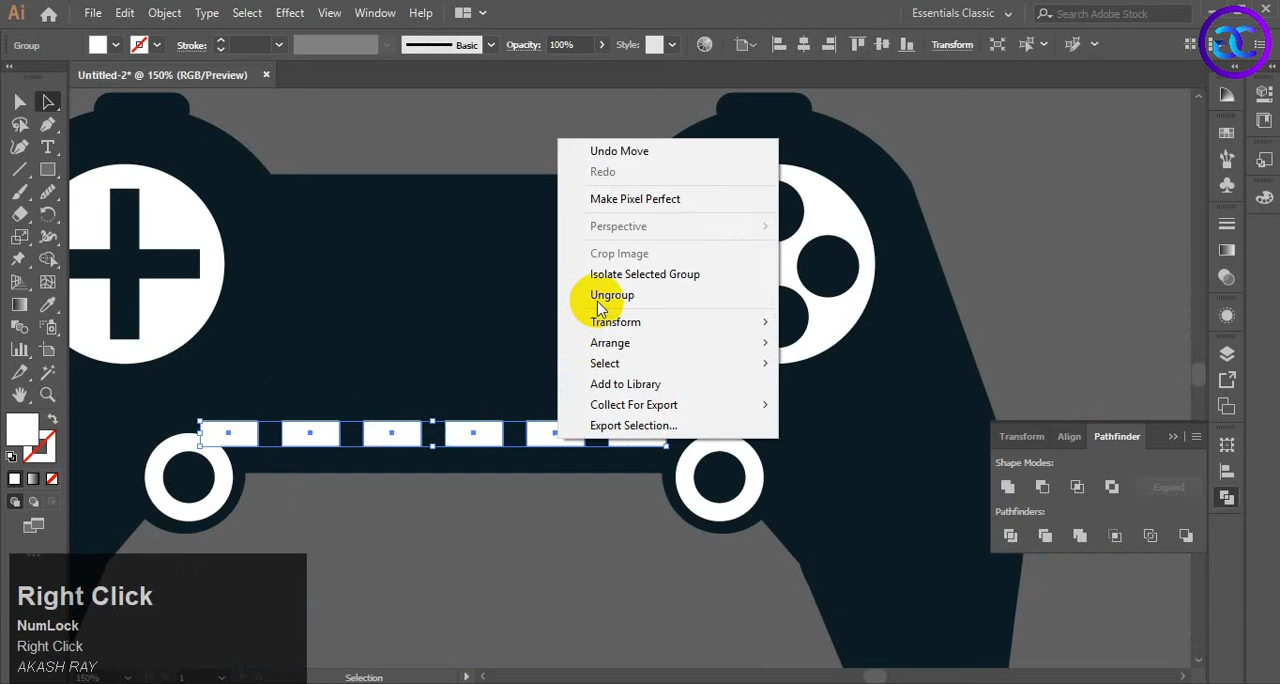 Ai File Edit Object Type Select Effect View Window Help Essentials Classic Search Adobe Stock
Group Stroke: Basic Opacity: 100% Style: Transform
Untitled-2* @ 150% (RGB/Preview) ×
Undo Move
Redo
Make Pixel Perfect
Perspective
Crop Image
Isolate Selected Group
Ungroup
Transform
Arrange
Select
Add to Library
Collect For Export
Export Selection...
Transform Align Pathfinder
Shape Modes:
Expand
Pathfinders:
Right Click
NumLock
Right Click
AKASH RAY
150% 1 Selection